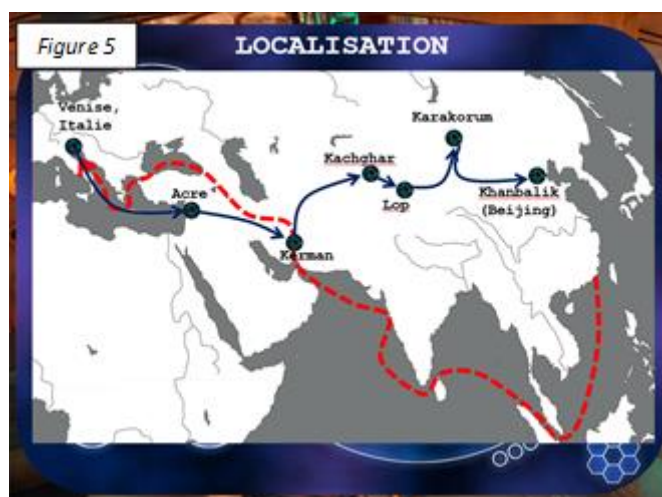 Figure 5
LOCALISATION
Venise,
Italie
Karakorum
Kachghar
Acre
Lop
Khanbalik
(Beijing)
Kerman